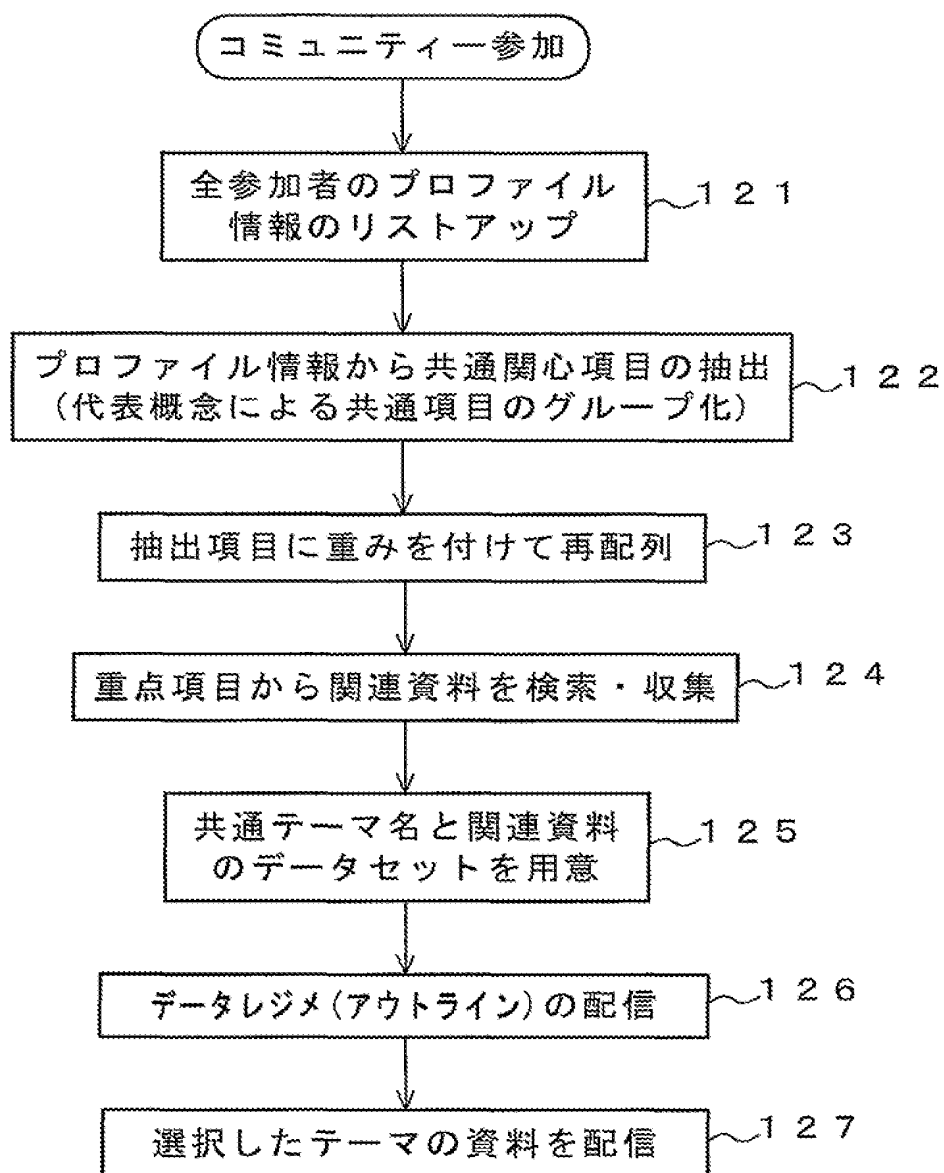 コミュニティー参加
全参加者のプロファイル
情報のリストアップ
121
プロファイル情報から共通関心項目の抽出
(代表概念による共通項目のグループ化)
122
抽出項目に重みを付けて再配列
123
重点項目から関連資料を検索・収集
124
共通テーマ名と関連資料
のデータセットを用意
125
データレジメ(アウトライン)の配信
126
選択したテーマの資料を配信
127